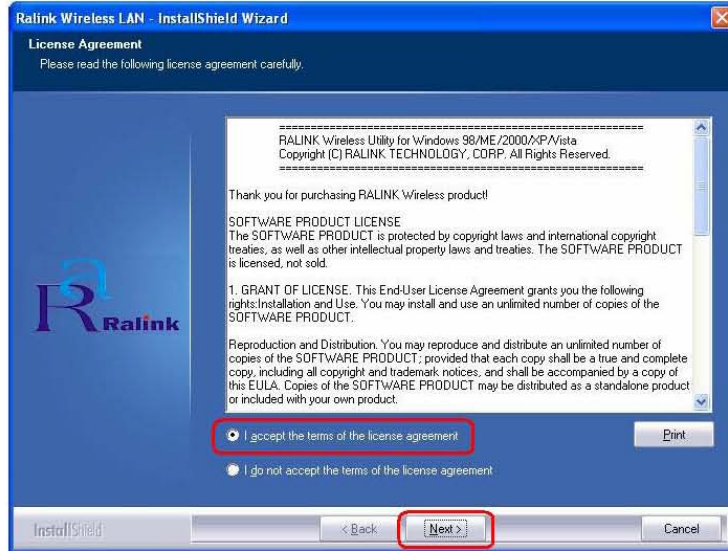 Ralink Wireless LAN - InstallShield Wizard
License Agreement
Please read the following license agreement carefully.
============================================================
RALINK Wireless Utility for Windows 98/ME/2000/XP/Vista
Copyright (C) RALINK TECHNOLOGY, CORP. All Rights Reserved.
============================================================
Thank you for purchasing RALINK Wireless product!
SOFTWARE PRODUCT LICENSE
The SOFTWARE PRODUCT is protected by copyright laws and international copyright
treaties, as well as other intellectual property laws and treaties. The SOFTWARE PRODUCT
is licensed, not sold.
1. GRANT OF LICENSE. This End-User License Agreement grants you the following
rights:Installation and Use. You may install and use an unlimited number of copies of the
SOFTWARE PRODUCT.
Reproduction and Distribution. You may reproduce and distribute an unlimited number of
copies of the SOFTWARE PRODUCT; provided that each copy shall be a true and complete
copy, including all copyright and trademark notices, and shall be accompanied by a copy of
this EULA. Copies of the SOFTWARE PRODUCT may be distributed as a standalone product
or included with your own product.
Ralink
I accept the terms of the license agreement
Print
I do not accept the terms of the license agreement
InstallShield
< Back
Next >
Cancel